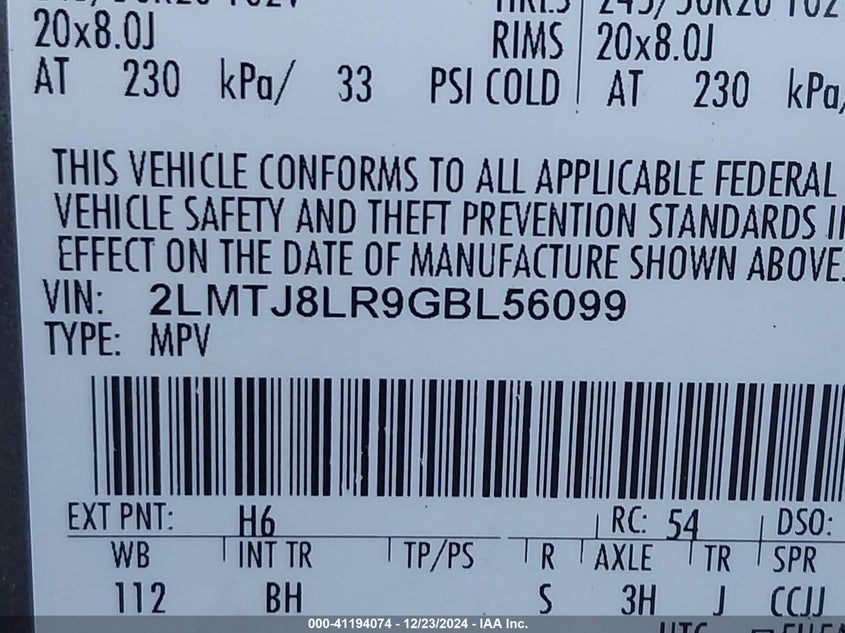 20x8.0J RIMS 20x8.0J
AT 230 kPa/ 33 PSI COLD AT 230 kPa/
THIS VEHICLE CONFORMS TO ALL APPLICABLE FEDERAL
VEHICLE SAFETY AND THEFT PREVENTION STANDARDS IN
EFFECT ON THE DATE OF MANUFACTURE SHOWN ABOVE.
VIN: 2LMTJ8LR9GBL56099
TYPE: MPV
EXT PNT: H6 RC: 54 DSO:
WB INT TR TP/PS R AXLE TR SPR
112 BH S 3H J CCJJ
000-41194074 - 12/23/2024 - IAA Inc.